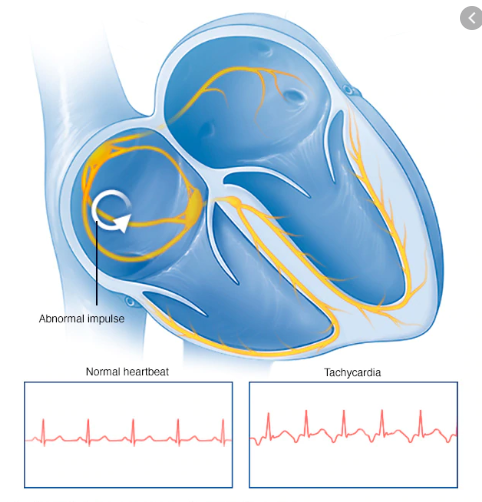 Abnormal impulse
Normal heartbeat
Tachycardia